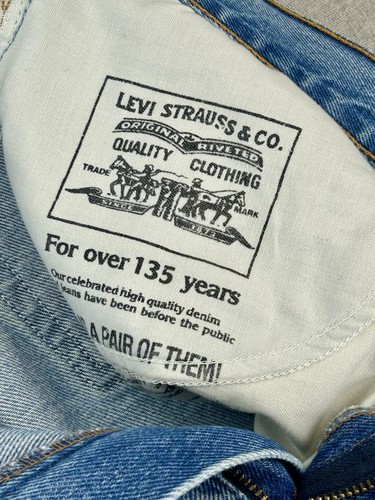 LEVI STRAUSS & CO.
ORIGINAL RIVETED
QUALITY CLOTHING
TRADE MARK
SINCE
For over 135 years
Our celebrated high quality denim
jeans have been before the public
A PAIR OF THEM!